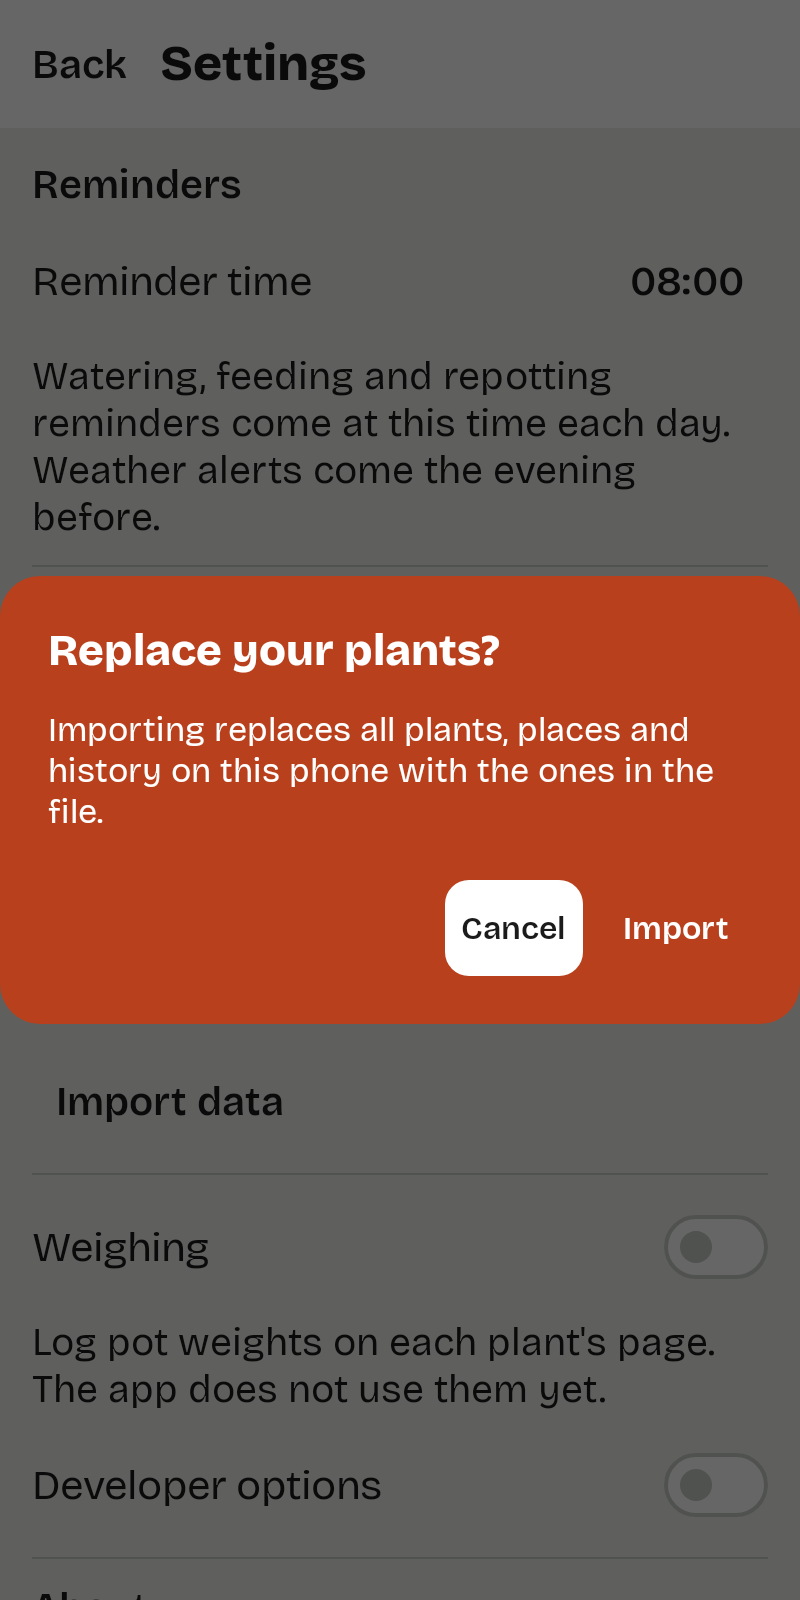 Back Settings
Reminders
Reminder time 08:00
Watering, feeding and repotting
reminders come at this time each day.
Weather alerts come the evening
before.
Replace your plants?
Importing replaces all plants, places and
history on this phone with the ones in the
file.
Cancel Import
Import data
Weighing
Log pot weights on each plant's page.
The app does not use them yet.
Developer options